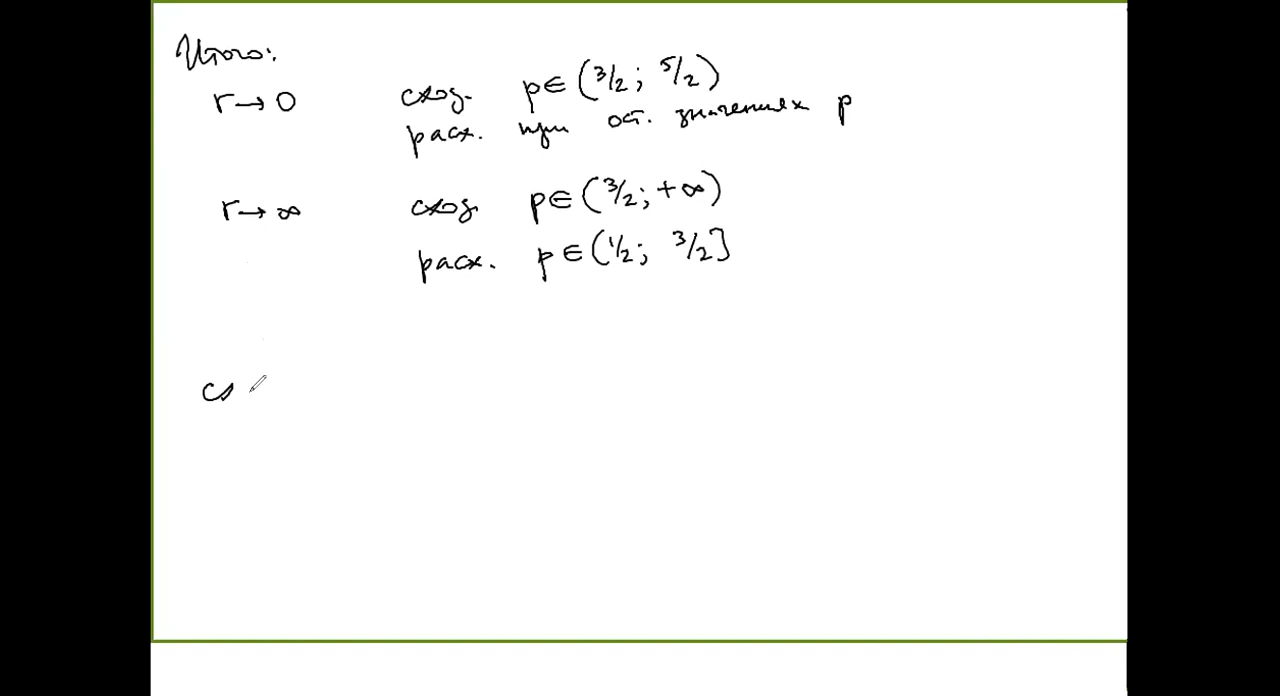 Итого:
r → 0 сход. p ∈ (3/2; 5/2)
расх. при ост. значениях p
r → ∞ сход p ∈ (3/2; +∞)
расх. p ∈ (1/2; 3/2]